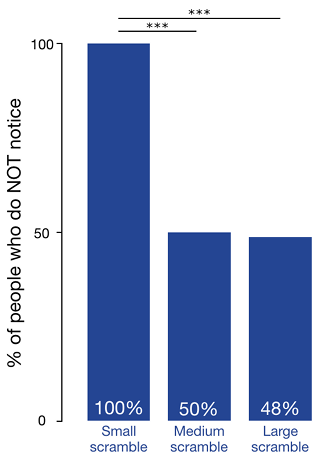 ***
***
% of people who do NOT notice
100
50
0
100%
50%
48%
Small
scramble
Medium
scramble
Large
scramble